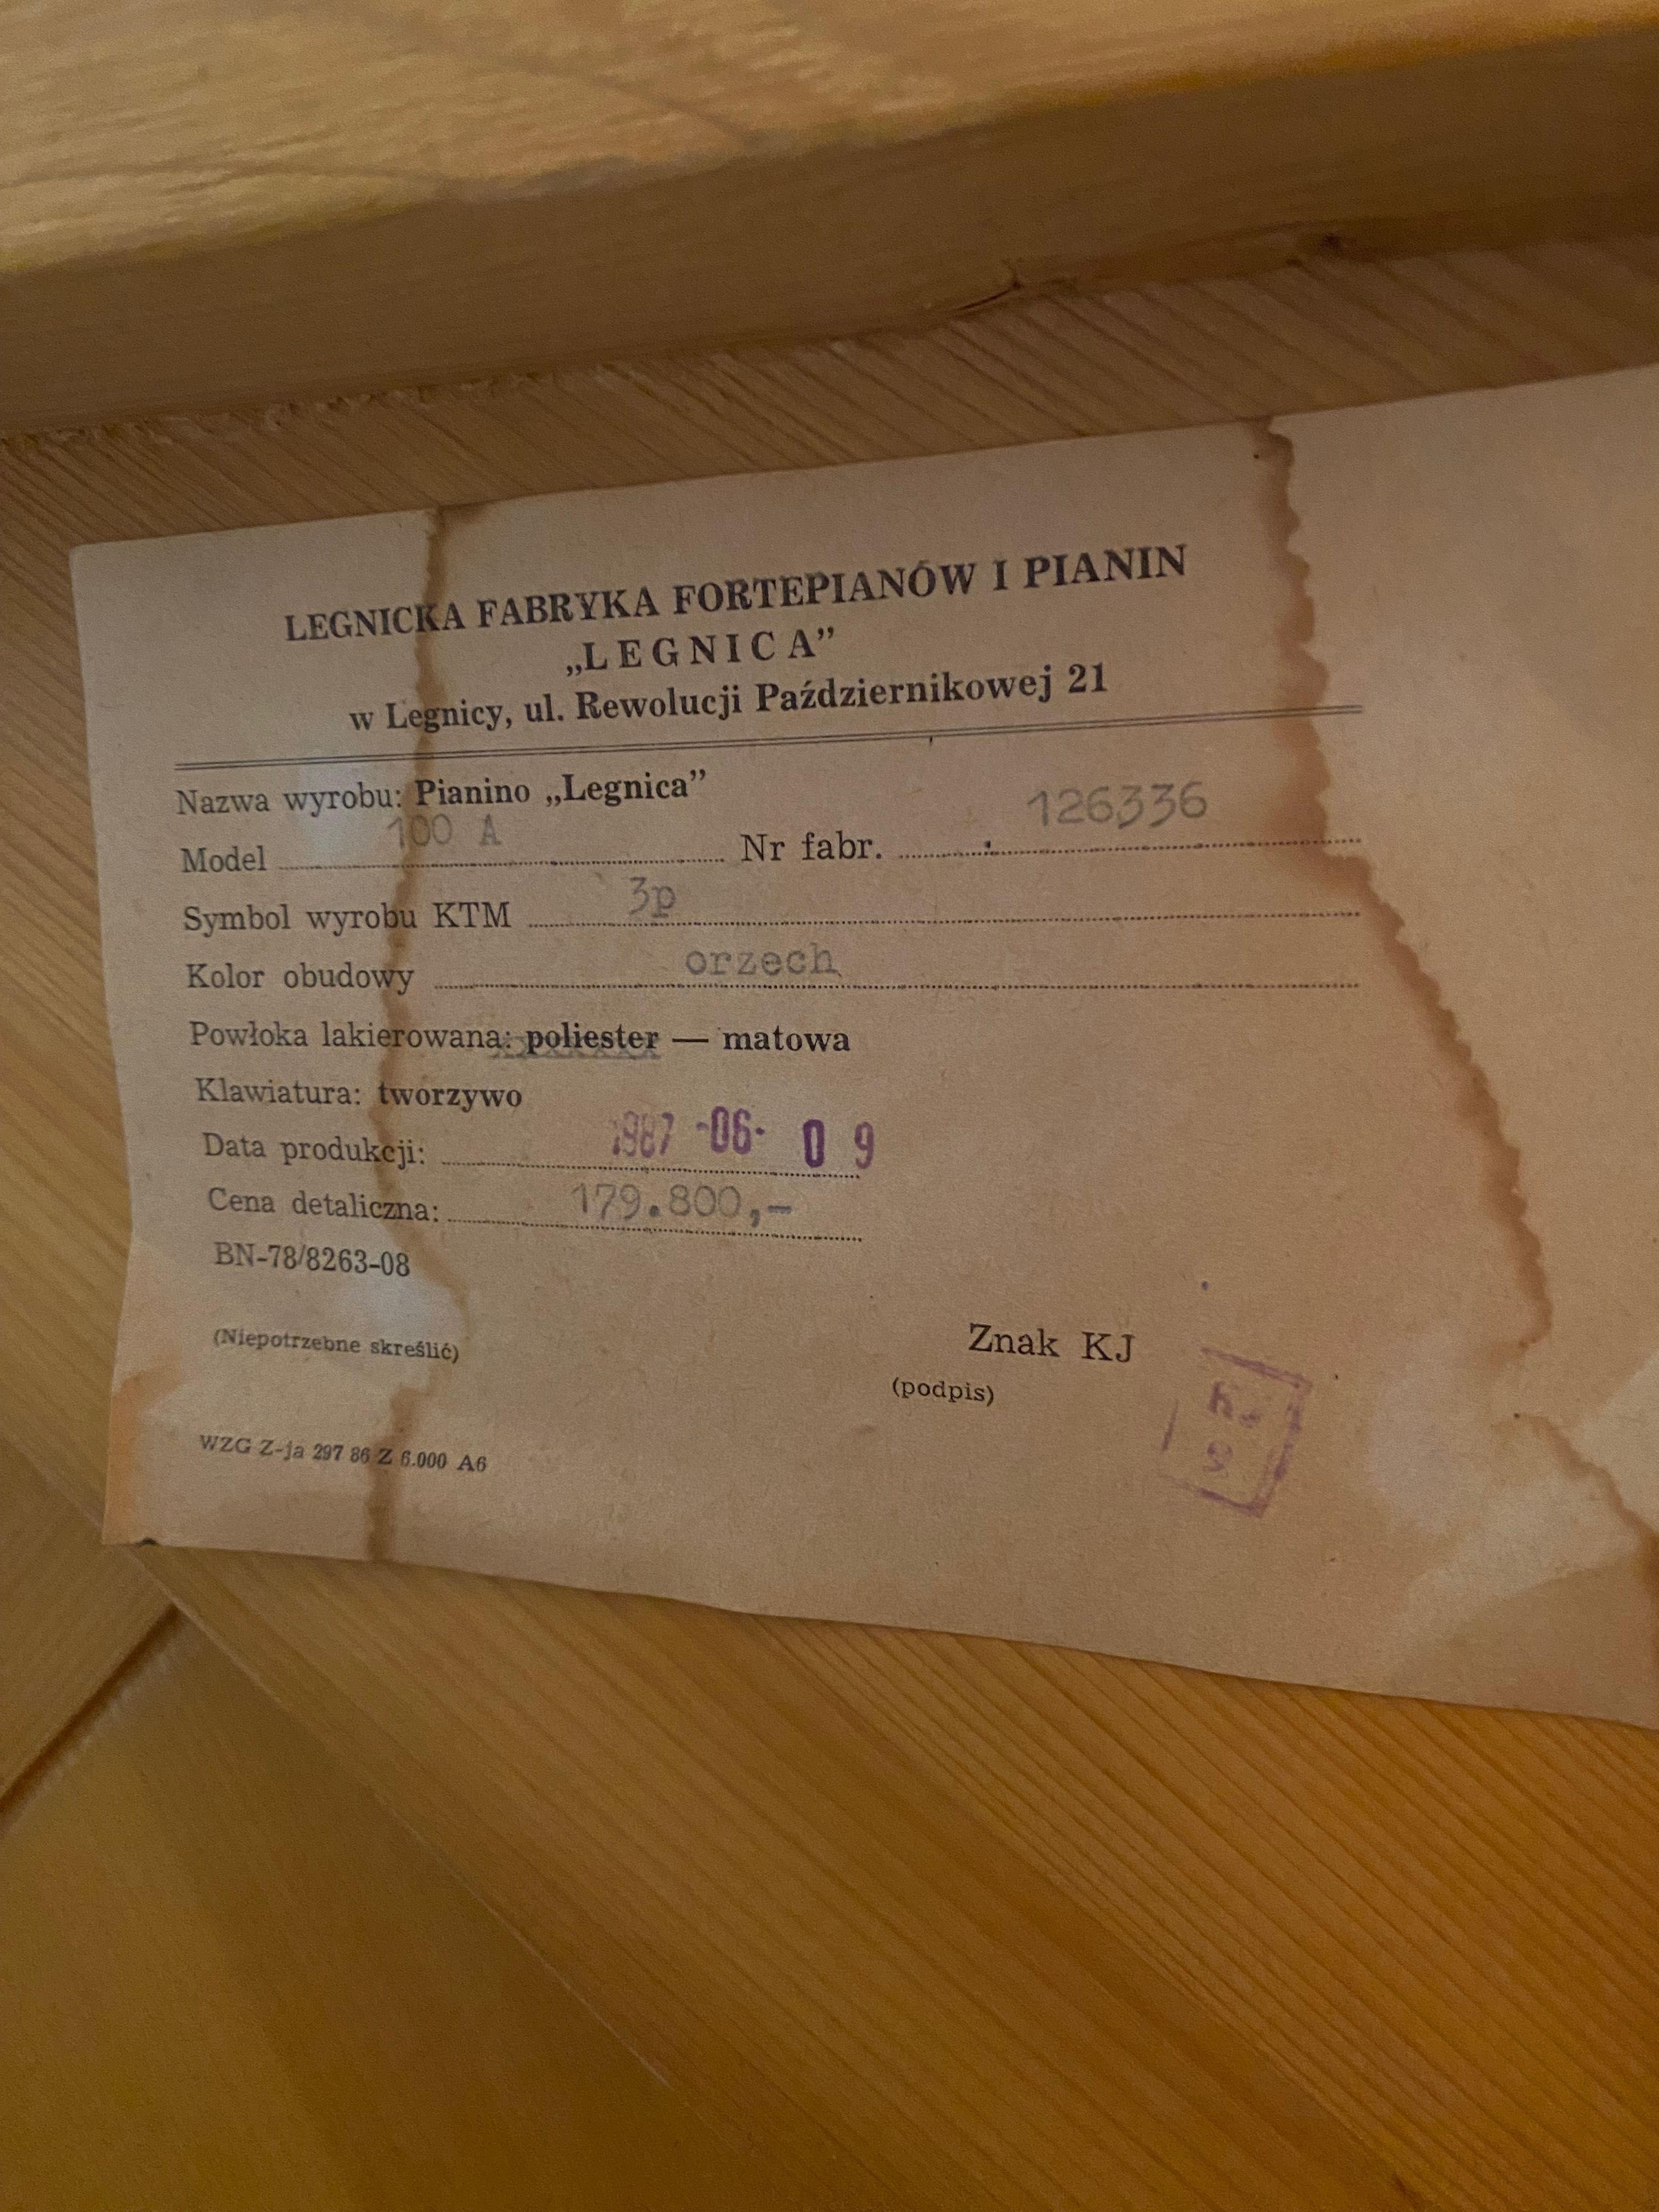 LEGNICKA FABRYKA FORTEPIANÓW I PIANIN
„LEGNICA”
w Legnicy, ul. Rewolucji Październikowej 21
Nazwa wyrobu: Pianino „Legnica”
Model 100 A Nr fabr. 126336
Symbol wyrobu KTM 3p
Kolor obudowy orzech
Powłoka lakierowana: poliester — matowa
Klawiatura: tworzywo
Data produkcji: 1987 -06- 09
Cena detaliczna: 179.800,-
BN-78/8263-08
(Niepotrzebne skreślić)
Znak KJ
(podpis)
WZG Z-ja 297 86 Z 6.000 A6